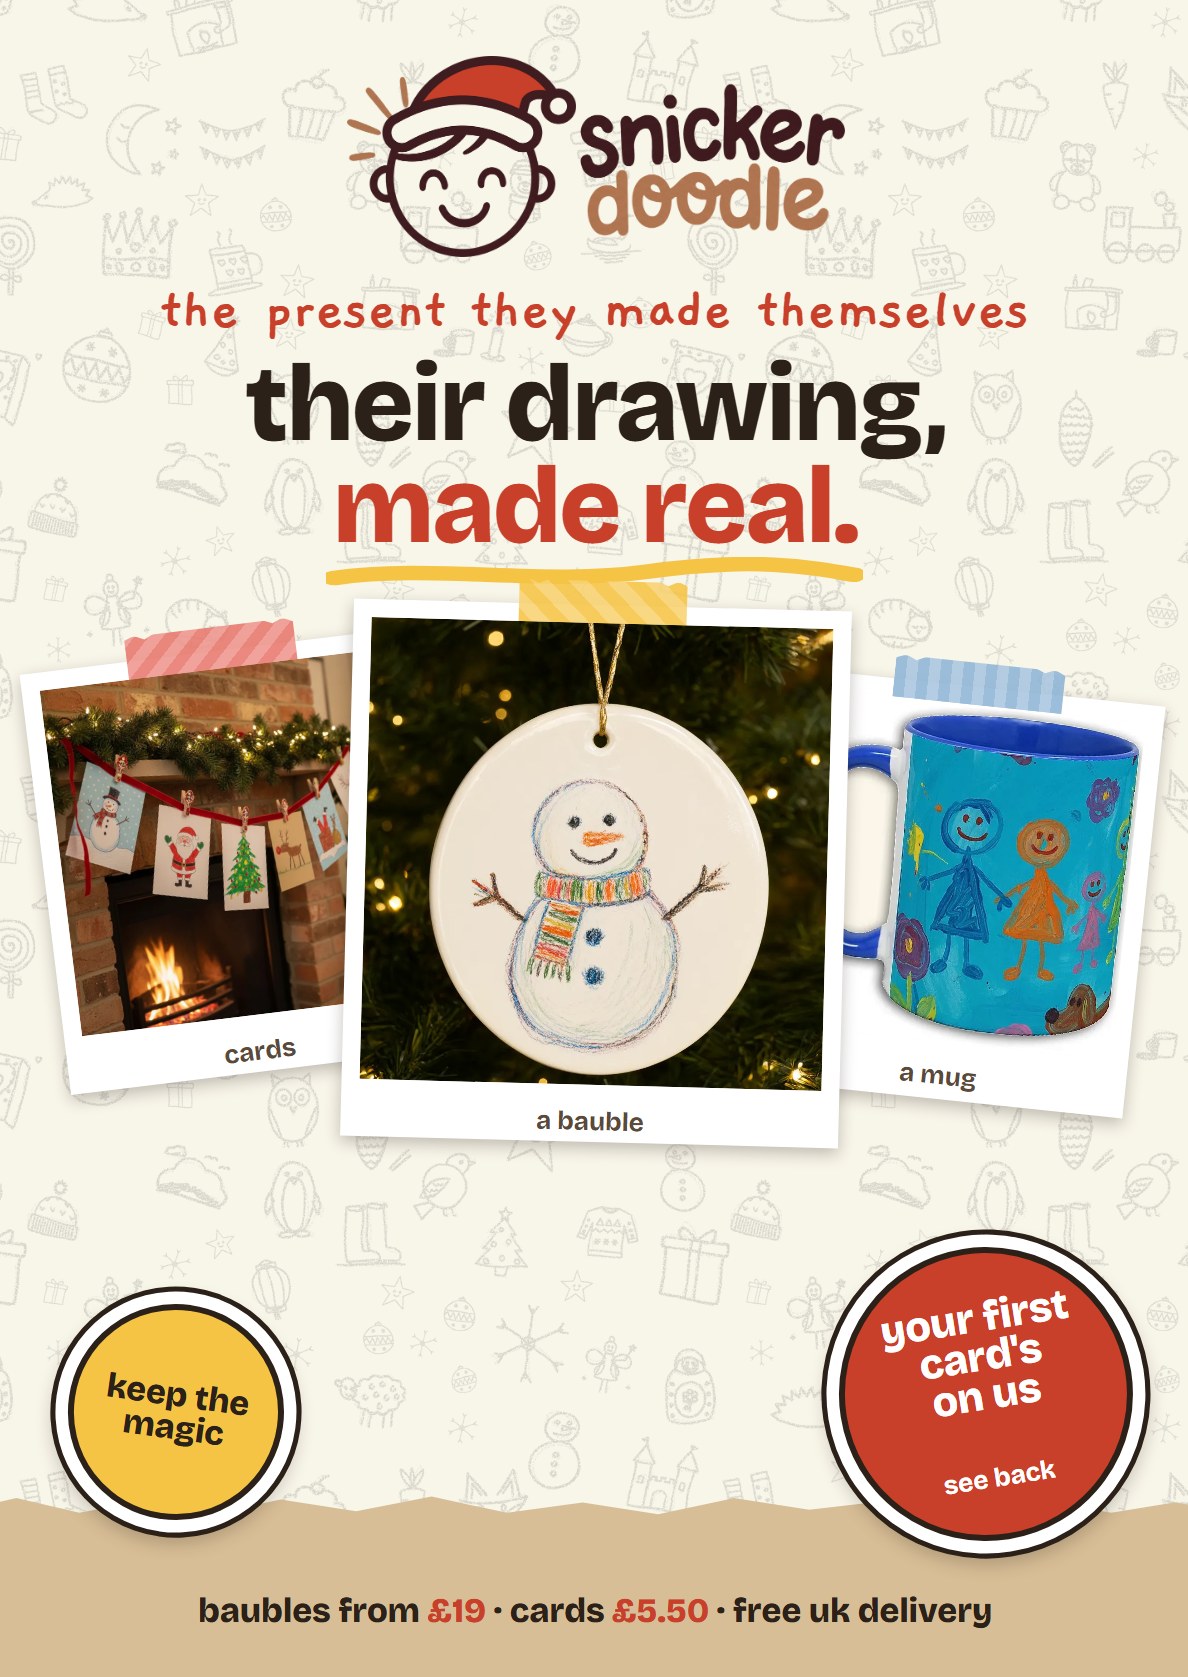 snicker
doodle
the present they made themselves
their drawing,
made real.
cards
a bauble
a mug
keep the
magic
your first
card's
on us
see back
baubles from £19 · cards £5.50 · free uk delivery